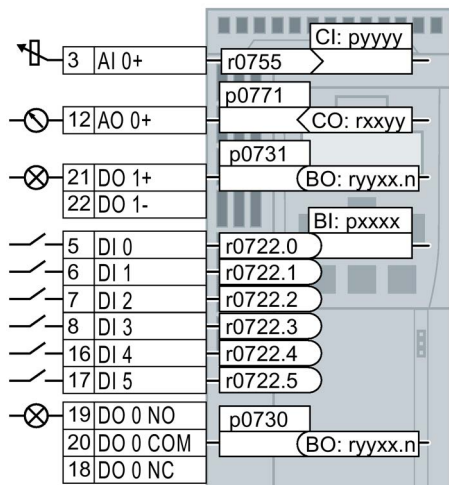 CI: pyyyy
3 AI 0+ r0755
p0771
12 AO 0+ CO: rxxyy
p0731
21 DO 1+ BO: ryyxx.n
22 DO 1-
BI: pxxxx
5 DI 0 r0722.0
6 DI 1 r0722.1
7 DI 2 r0722.2
8 DI 3 r0722.3
16 DI 4 r0722.4
17 DI 5 r0722.5
19 DO 0 NO p0730
20 DO 0 COM BO: ryyxx.n
18 DO 0 NC